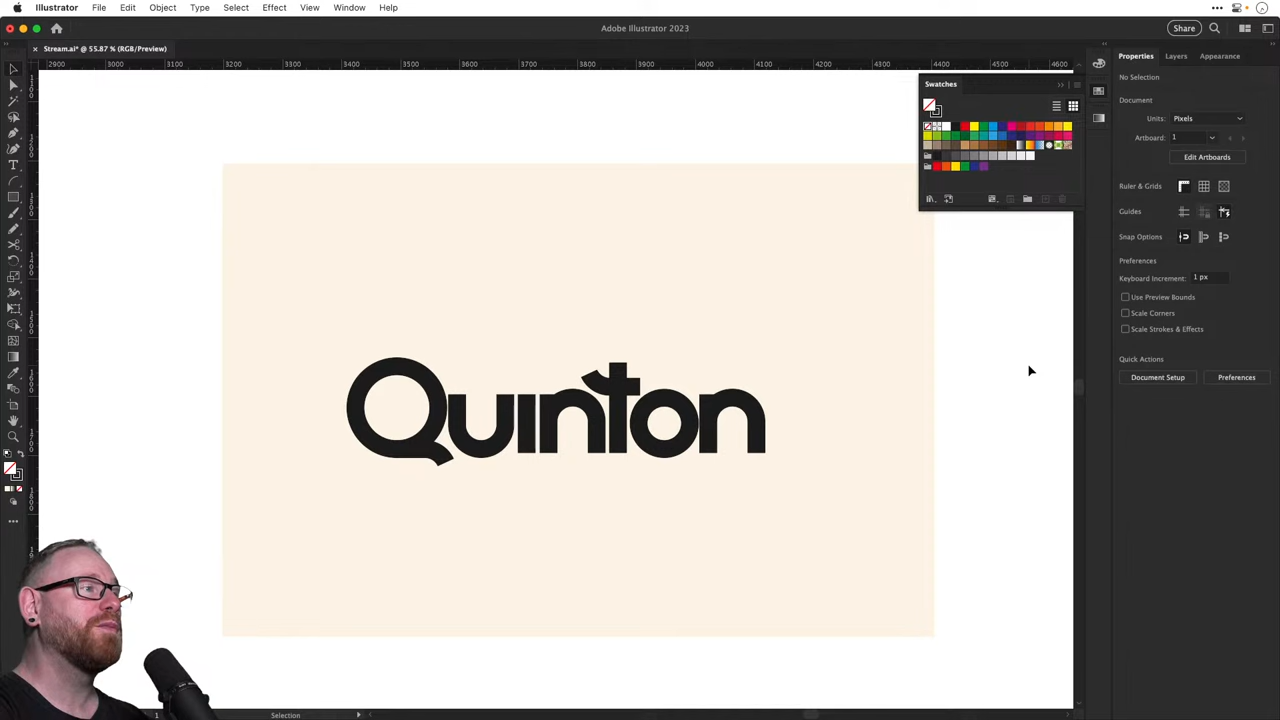 Illustrator File Edit Object Type Select Effect View Window Help
Adobe Illustrator 2023
Share
Stream.ai* @ 55.87 % (RGB/Preview)
2900 3000 3100 3200 3300 3400 3500 3600 3700 3800 3900 4000 4100 4200 4300 4400 4500 4600
Swatches
Properties Layers Appearance
No Selection
Document
Units: Pixels
Artboard: 1
Edit Artboards
Ruler & Grids
Guides
Snap Options
Preferences
Keyboard Increment: 1 px
Use Preview Bounds
Scale Corners
Scale Strokes & Effects
Quick Actions
Document Setup Preferences
Quinton
1 Selection